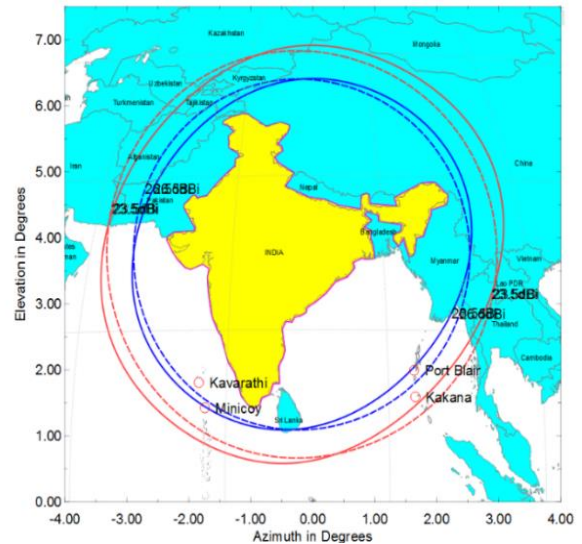 7.00
6.00
5.00
4.00
3.00
2.00
1.00
0.00
Elevation in Degrees
-4.00 -3.00 -2.00 -1.00 0.00 1.00 2.00 3.00 4.00
Azimuth in Degrees
Kazakhstan
Mongolia
Uzbekistan
Kyrgyzstan
Turkmenistan
Tajikistan
China
Afghanistan
Iran
Nepal
23.5dBi
INDIA
Bangladesh
Myanmar
Vietnam
Lao PDR
23.5dBi
Thailand
Cambodia
Kavarathi
Port Blair
Minicoy
Kakana
Sri Lanka